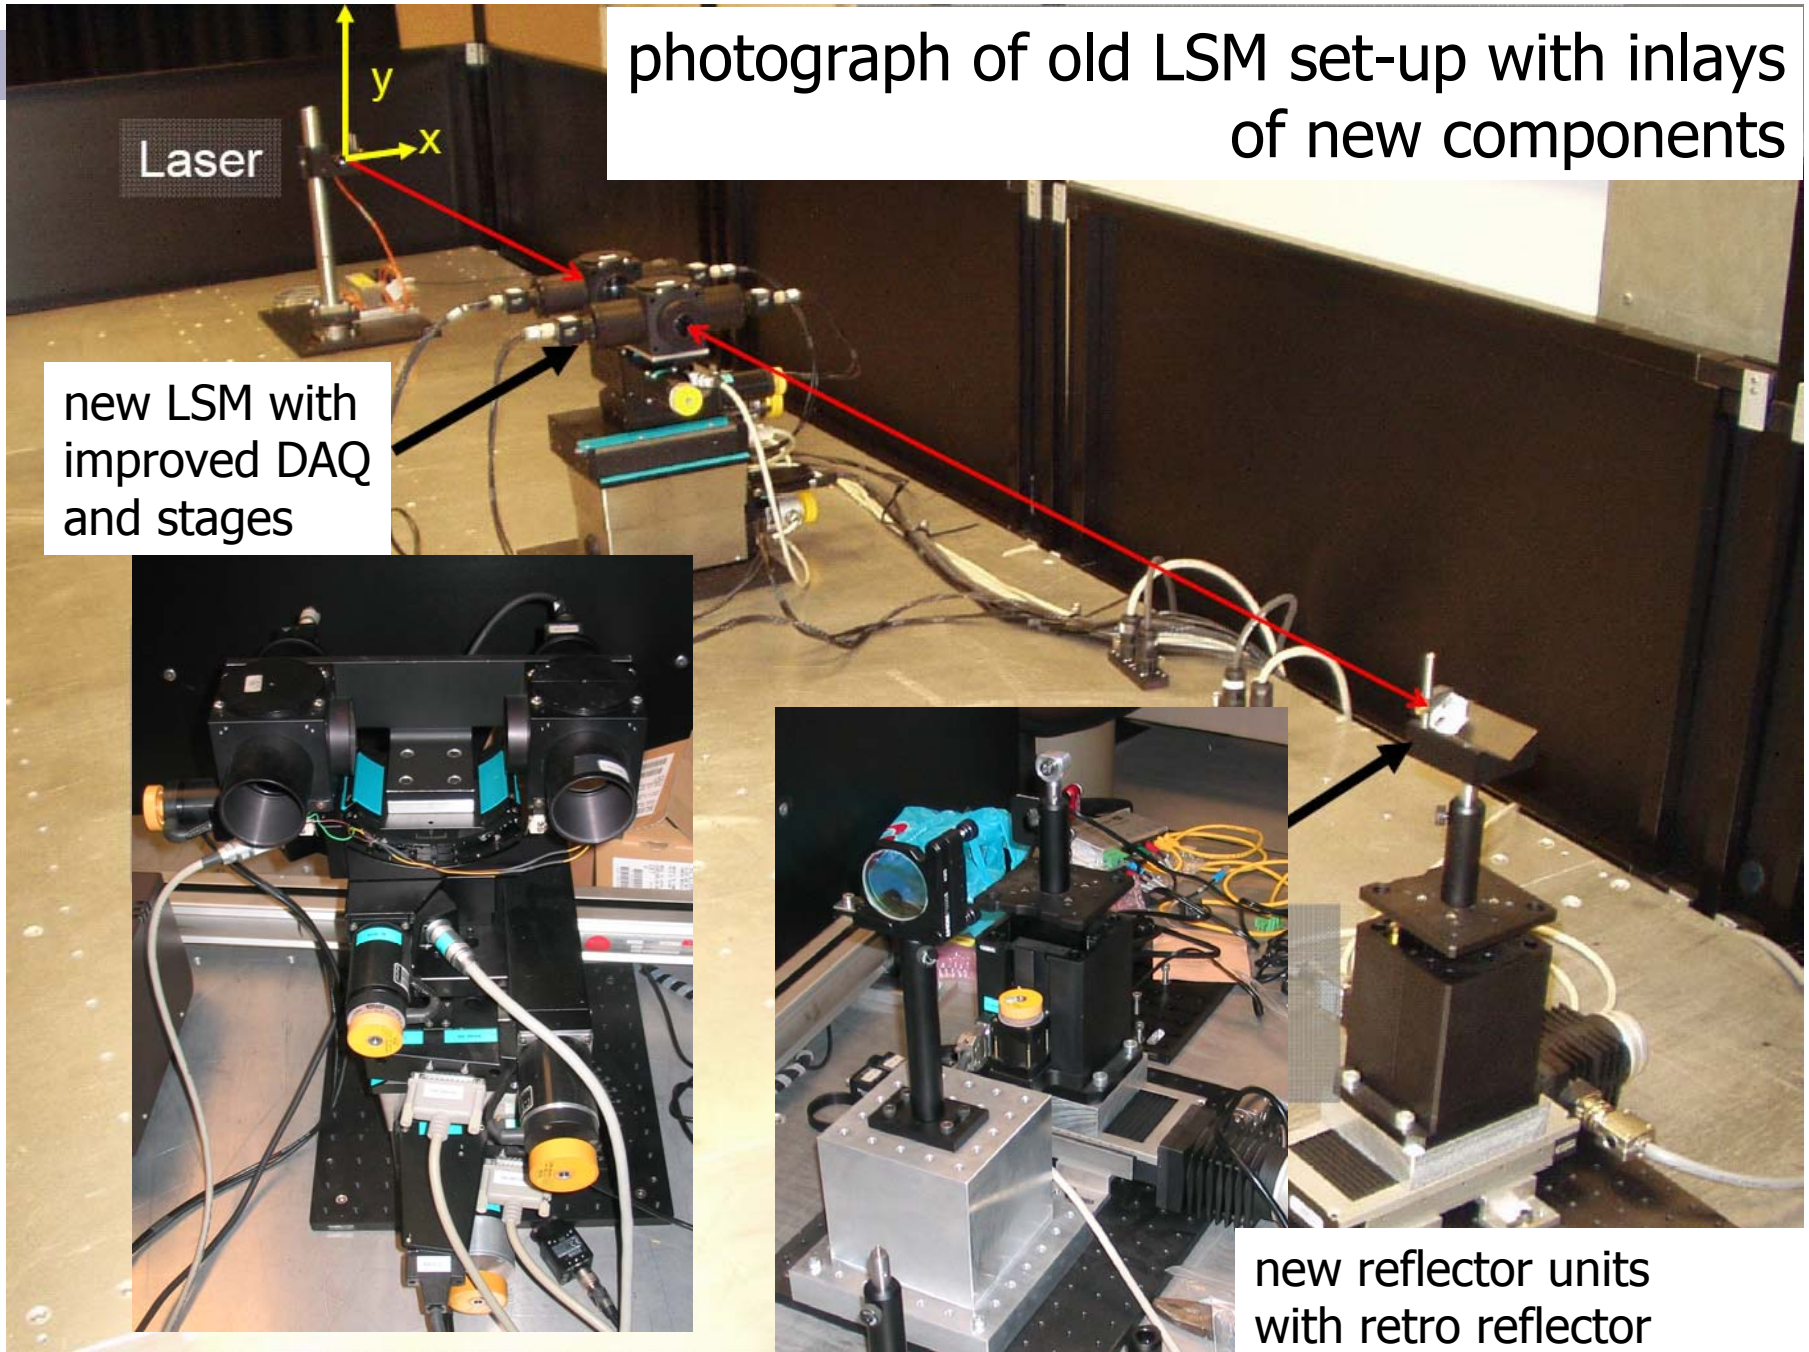 photograph of old LSM set-up with inlays
of new components
y
x
Laser
new LSM with
improved DAQ
and stages
new reflector units
with retro reflector